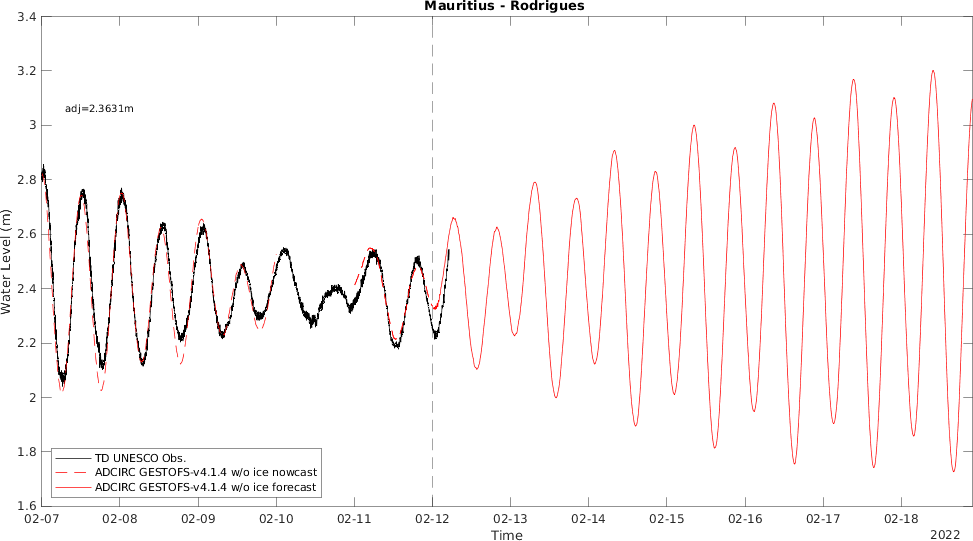 Mauritius - Rodrigues
3.4
3.2
3
2.8
2.6
2.4
2.2
2
1.8
1.6
Water Level (m)
adj=2.3631m
TD UNESCO Obs.
ADCIRC GESTOFS-v4.1.4 w/o ice nowcast
ADCIRC GESTOFS-v4.1.4 w/o ice forecast
02-07 02-08 02-09 02-10 02-11 02-12 02-13 02-14 02-15 02-16 02-17 02-18
Time
2022